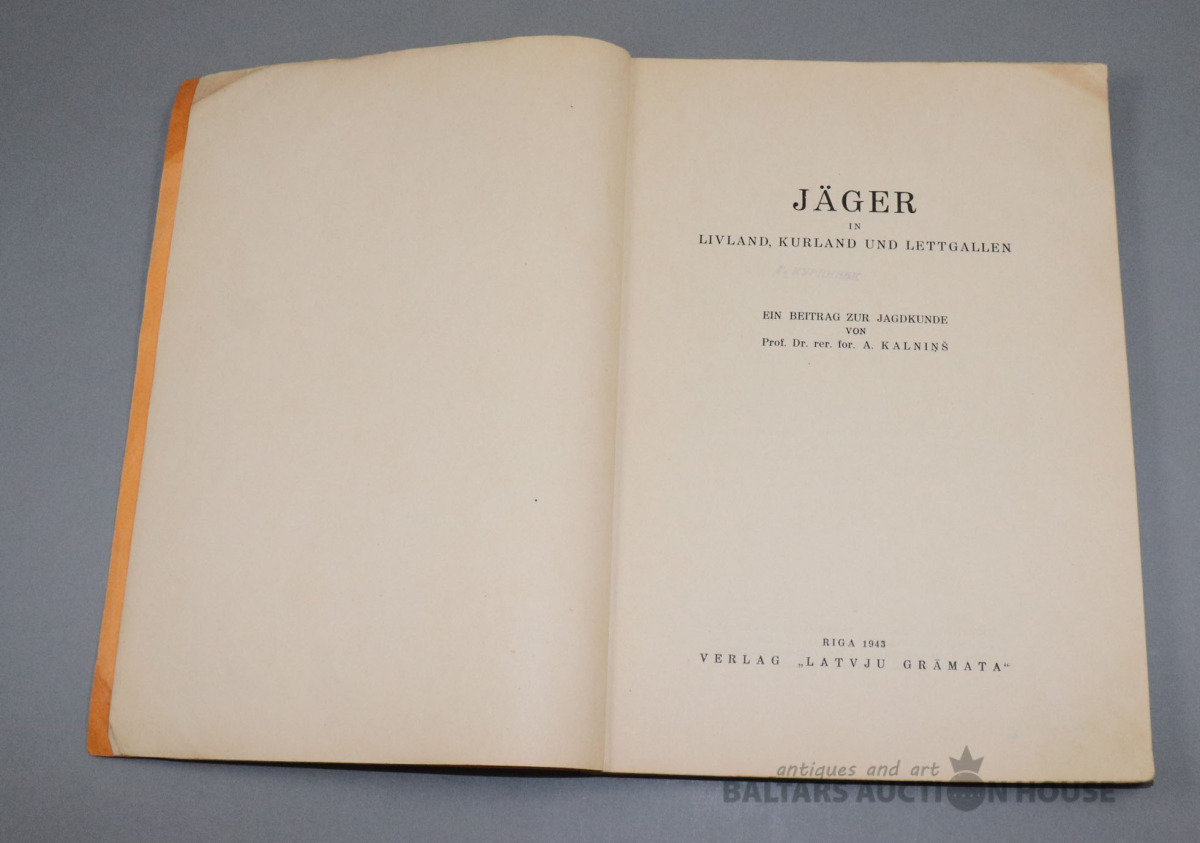 JÄGER
IN
LIVLAND, KURLAND UND LETTGALLEN
EIN BEITRAG ZUR JAGDKUNDE
VON
Prof. Dr. rer. for. A. KALNIŅŠ
RIGA 1943
VERLAG „LATVJU GRĀMATA“
antiques and art
BALTARS AUCTION HOUSE